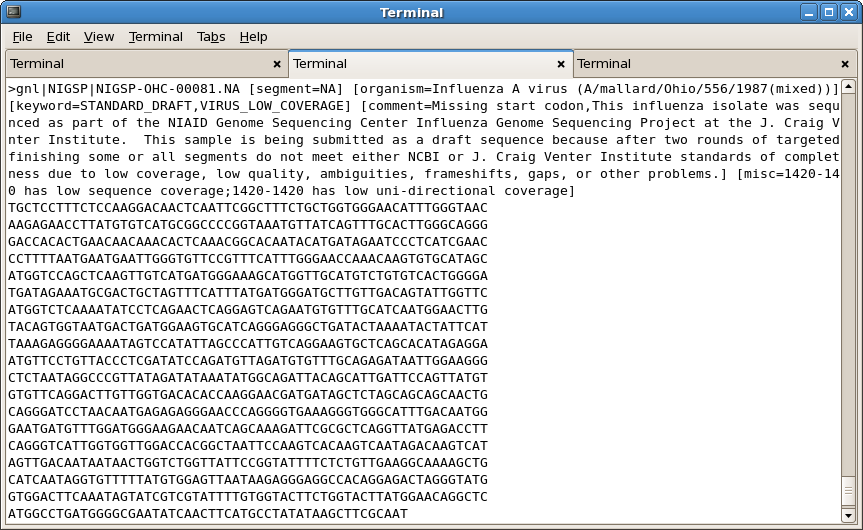 Terminal
File Edit View Terminal Tabs Help
Terminal Terminal Terminal
>gnl|NIGSP|NIGSP-OHC-00081.NA [segment=NA] [organism=Influenza A virus (A/mallard/Ohio/556/1987(mixed))]
[keyword=STANDARD_DRAFT,VIRUS_LOW_COVERAGE] [comment=Missing start codon,This influenza isolate was sequ
nced as part of the NIAID Genome Sequencing Center Influenza Genome Sequencing Project at the J. Craig V
nter Institute.  This sample is being submitted as a draft sequence because after two rounds of targeted
finishing some or all segments do not meet either NCBI or J. Craig Venter Institute standards of complet
ness due to low coverage, low quality, ambiguities, frameshifts, gaps, or other problems.] [misc=1420-14
0 has low sequence coverage;1420-1420 has low uni-directional coverage]
TGCTCCTTTCTCCAAGGACAACTCAATTCGGCTTTCTGCTGGTGGGAACATTTGGGTAAC
AAGAGAACCTTATGTGTCATGCGGCCCCGGTAAATGTTATCAGTTTGCACTTGGGCAGGG
GACCACACTGAACAACAAACACTCAAACGGCACAATACATGATAGAATCCCTCATCGAAC
CCTTTTAATGAATGAATTGGGTGTTCCGTTTCATTTGGGAACCAAACAAGTGTGCATAGC
ATGGTCCAGCTCAAGTTGTCATGATGGGAAAGCATGGTTGCATGTCTGTGTCACTGGGGA
TGATAGAAATGCGACTGCTAGTTTCATTTATGATGGGATGCTTGTTGACAGTATTGGTTC
ATGGTCTCAAAATATCCTCAGAACTCAGGAGTCAGAATGTGTTTGCATCAATGGAACTTG
TACAGTGGTAATGACTGATGGAAGTGCATCAGGGAGGGCTGATACTAAAATACTATTCAT
TAAAGAGGGGAAAATAGTCCATATTAGCCCATTGTCAGGAAGTGCTCAGCACATAGAGGA
ATGTTCCTGTTACCCTCGATATCCAGATGTTAGATGTGTTTGCAGAGATAATTGGAAGGG
CTCTAATAGGCCCGTTATAGATATAAATATGGCAGATTACAGCATTGATTCCAGTTATGT
GTGTTCAGGACTTGTTGGTGACACACCAAGGAACGATGATAGCTCTAGCAGCAGCAACTG
CAGGGATCCTAACAATGAGAGAGGGAACCCAGGGGTGAAAGGGTGGGCATTTGACAATGG
GAATGATGTTTGGATGGGAAGAACAATCAGCAAAGATTCGCGCTCAGGTTATGAGACCTT
CAGGGTCATTGGTGGTTGGACCACGGCTAATTCCAAGTCACAAGTCAATAGACAAGTCAT
AGTTGACAATAATAACTGGTCTGGTTATTCCGGTATTTTCTCTGTTGAAGGCAAAAGCTG
CATCAATAGGTGTTTTTATGTGGAGTTAATAAGAGGGAGGCCACAGGAGACTAGGGTATG
GTGGACTTCAAATAGTATCGTCGTATTTTGTGGTACTTCTGGTACTTATGGAACAGGCTC
ATGGCCTGATGGGGCGAATATCAACTTCATGCCTATATAAGCTTCGCAAT